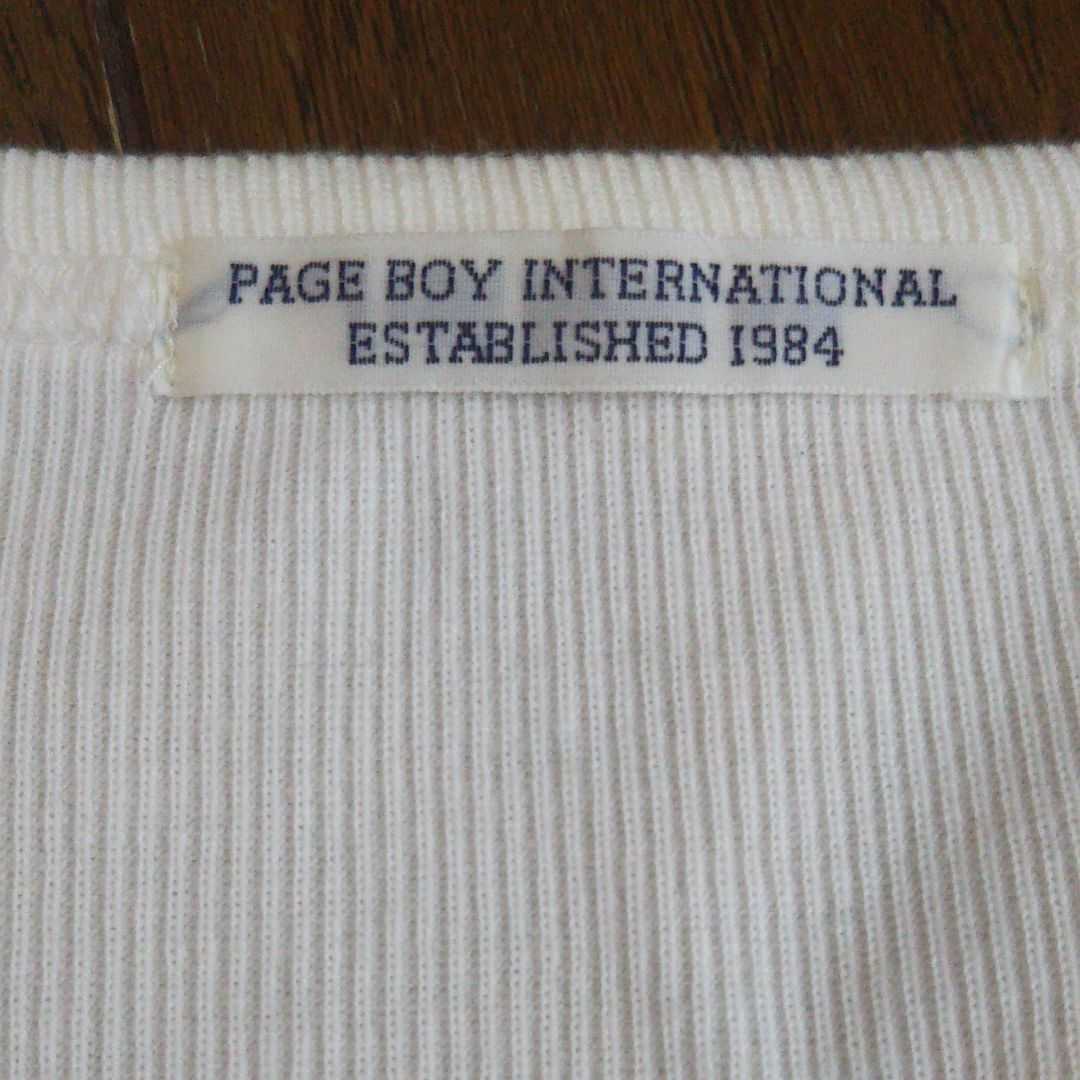 PAGE BOY INTERNATIONAL
ESTABLISHED 1984